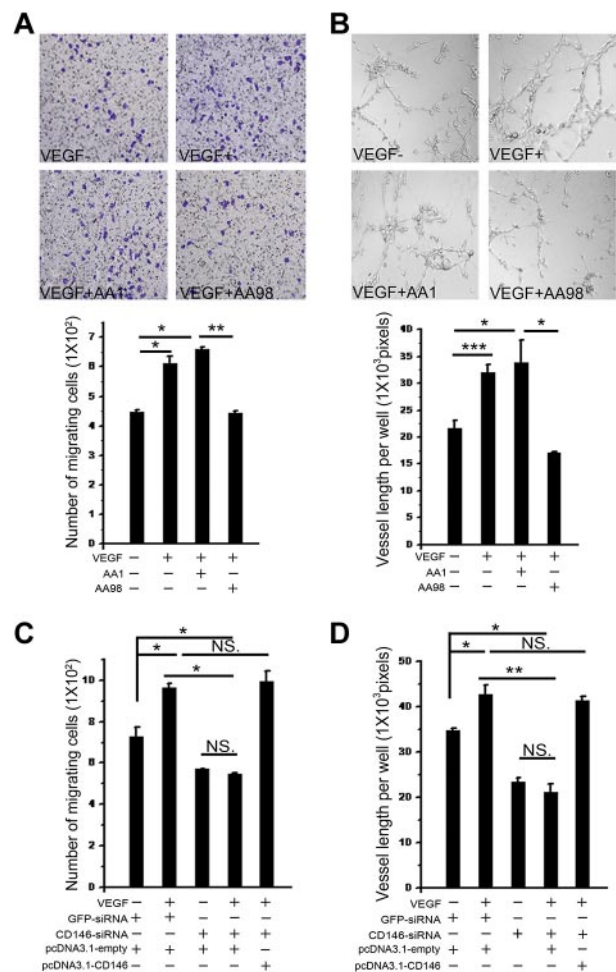 A
VEGF-
VEGF+
VEGF+AA1
VEGF+AA98
Number of migrating cells (1X10²)
7
6
5
4
3
2
1
0
*
*
**
VEGF − + + +
AA1 − − + −
AA98 − − − +
B
VEGF-
VEGF+
VEGF+AA1
VEGF+AA98
Vessel length per well (1X10³pixels)
40
35
30
25
20
15
10
5
0
*
***
*
VEGF − + + +
AA1 − − + −
AA98 − − − +
C
Number of migrating cells (1X10²)
10
8
6
4
2
0
*
* NS.
*
NS.
VEGF − + − + +
GFP-siRNA + + − − −
CD146-siRNA − − + + +
pcDNA3.1-empty + + + + −
pcDNA3.1-CD146 − − − − +
D
Vessel length per well (1X10³pixels)
50
40
30
20
10
0
*
* NS.
**
NS.
VEGF − + − + +
GFP-siRNA + + − − −
CD146-siRNA − − + + +
pcDNA3.1-empty + + − + −
pcDNA3.1-CD146 − − − − +